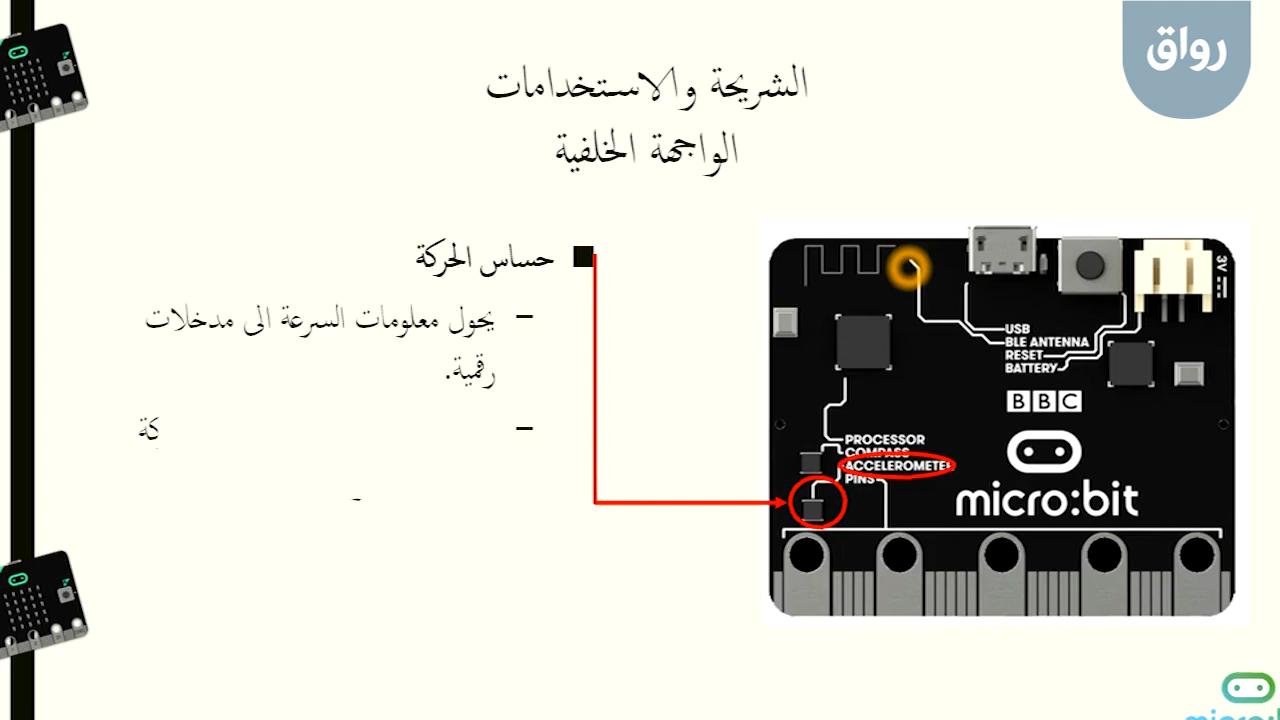 رواق
الشريحة والاستخدامات
الواجهة الخلفية
حساس الحركة
يحول معلومات السرعة الى مدخلات
رقمية.
3V
USB
BLE ANTENNA
RESET
BATTERY
BBC
PROCESSOR
COMPASS
ACCELEROMETER
PINS
micro:bit